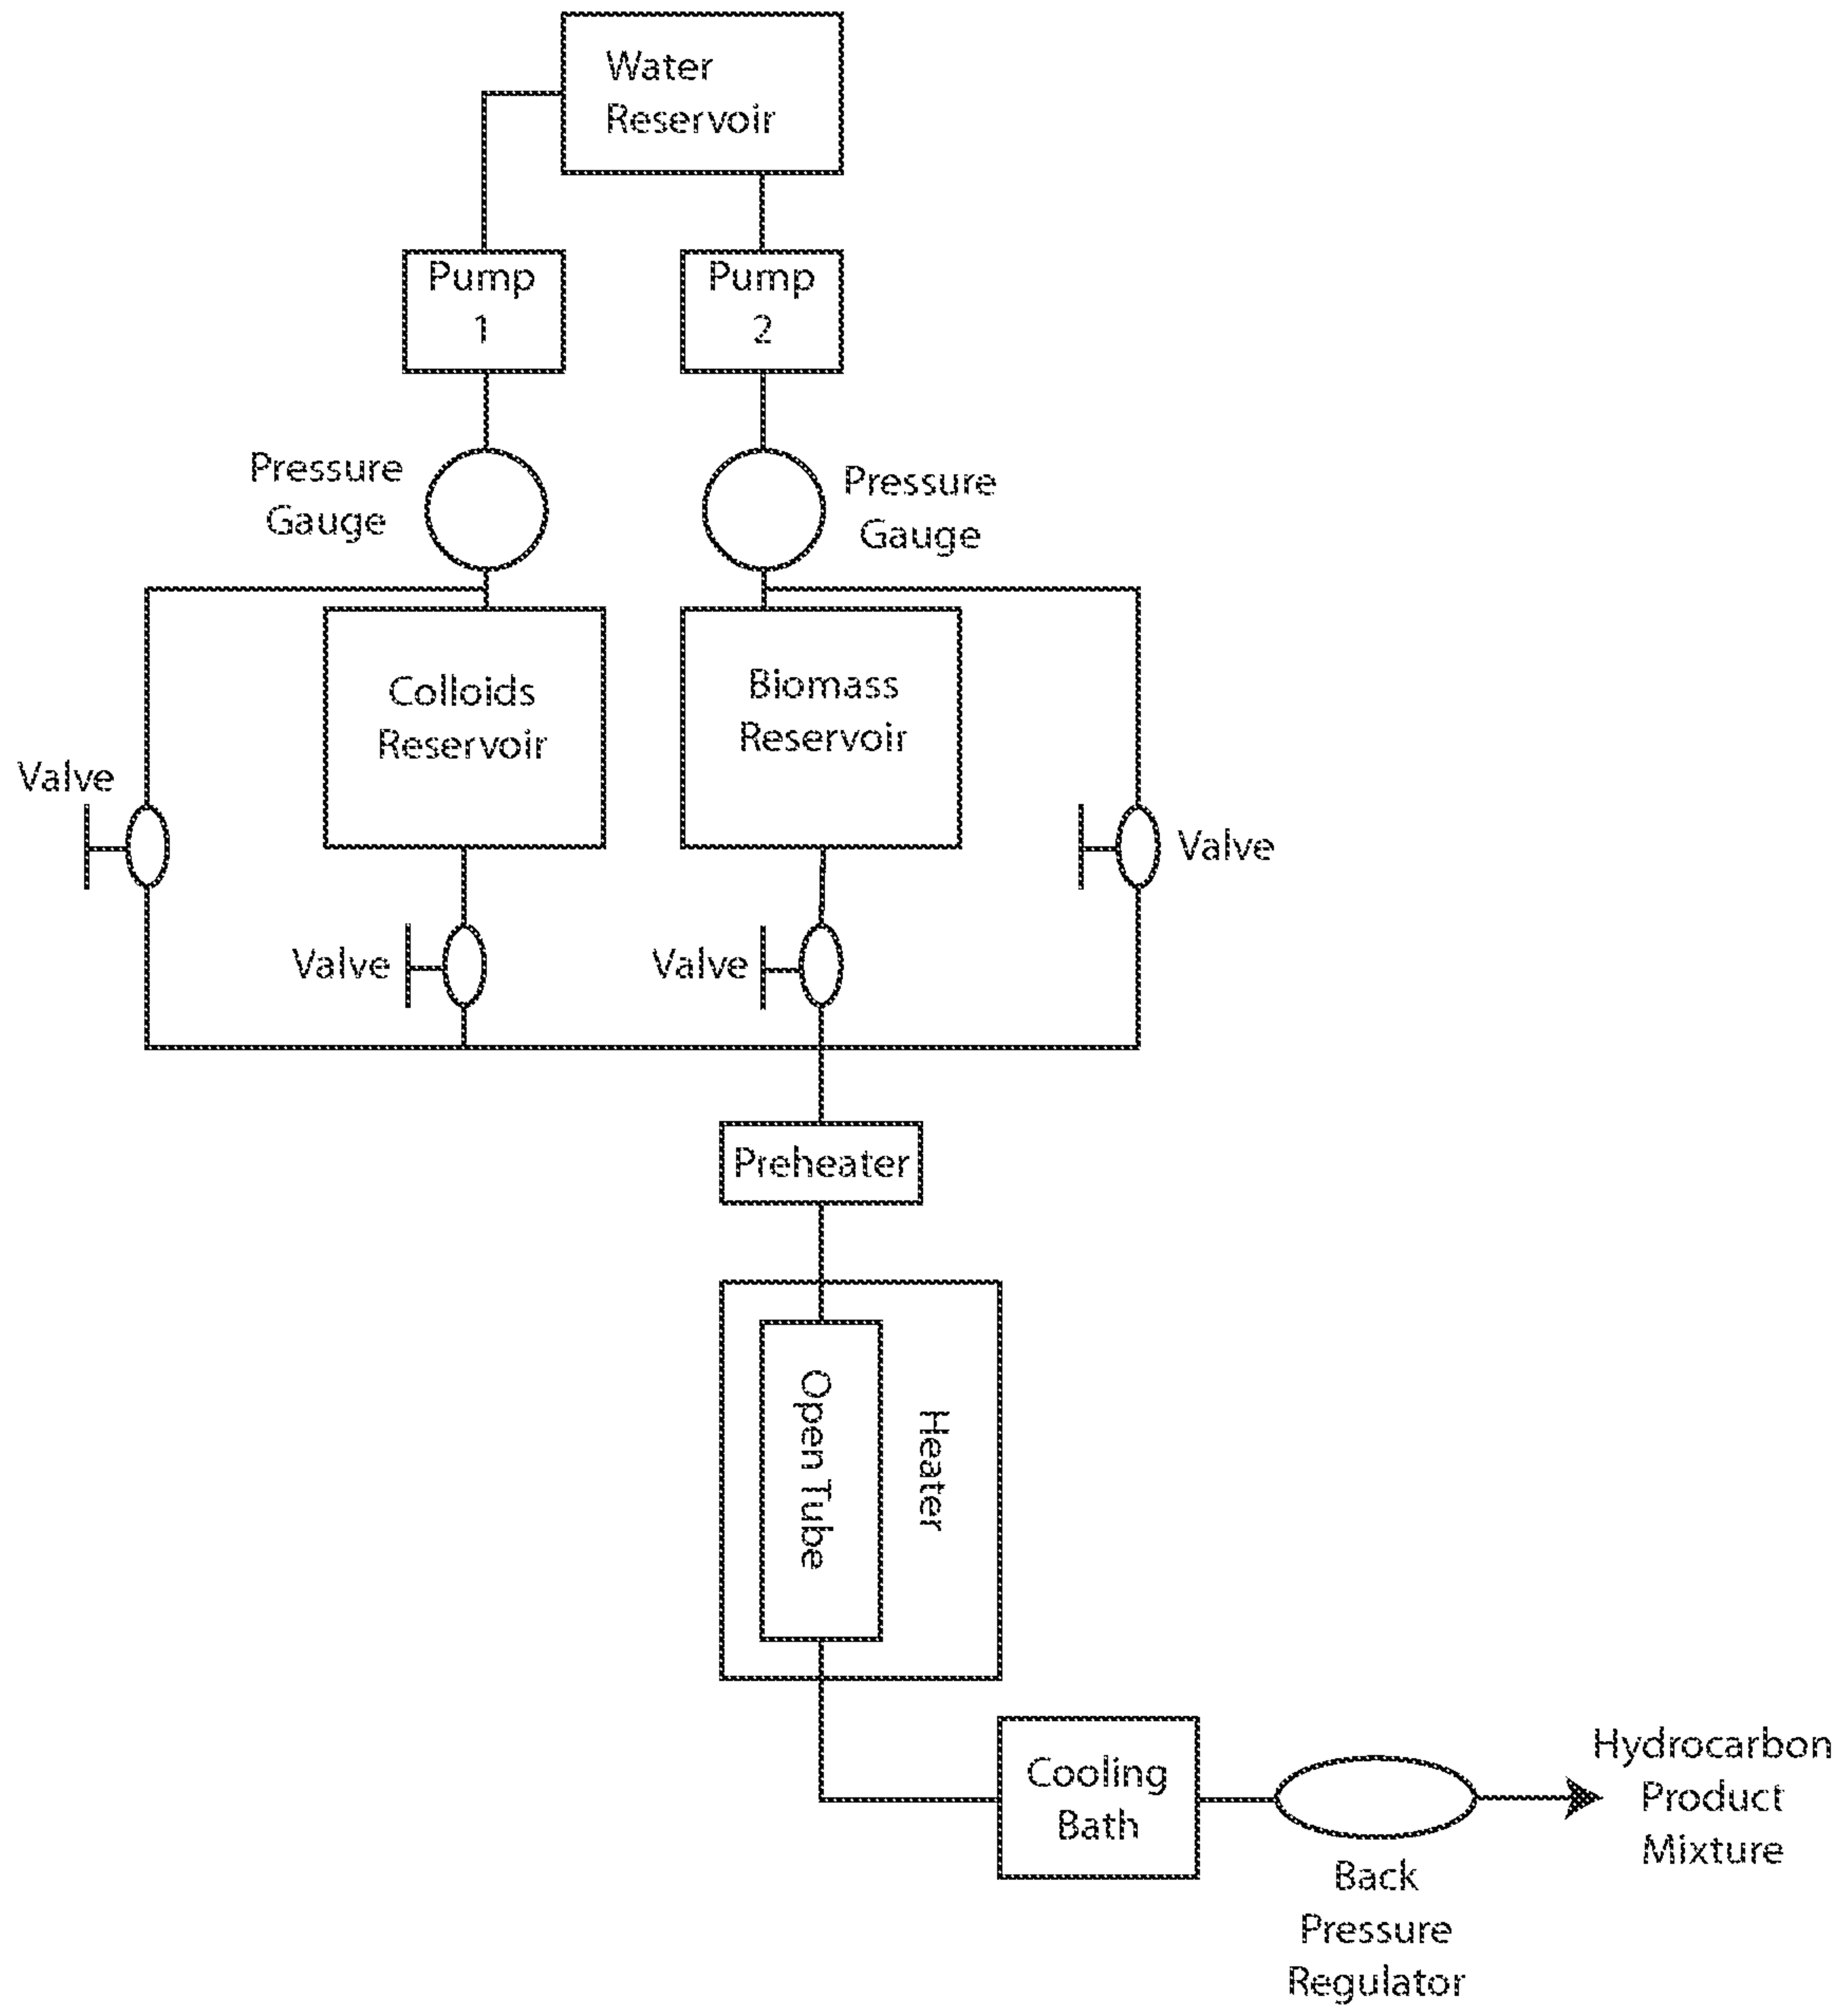 Water
Reservoir
Pump
1
Pump
2
Pressure
Gauge
Pressure
Gauge
Colloids
Reservoir
Biomass
Reservoir
Valve
Valve
Valve
Valve
Preheater
Open Tube
Heater
Cooling
Bath
Back
Pressure
Regulator
Hydrocarbon
Product
Mixture